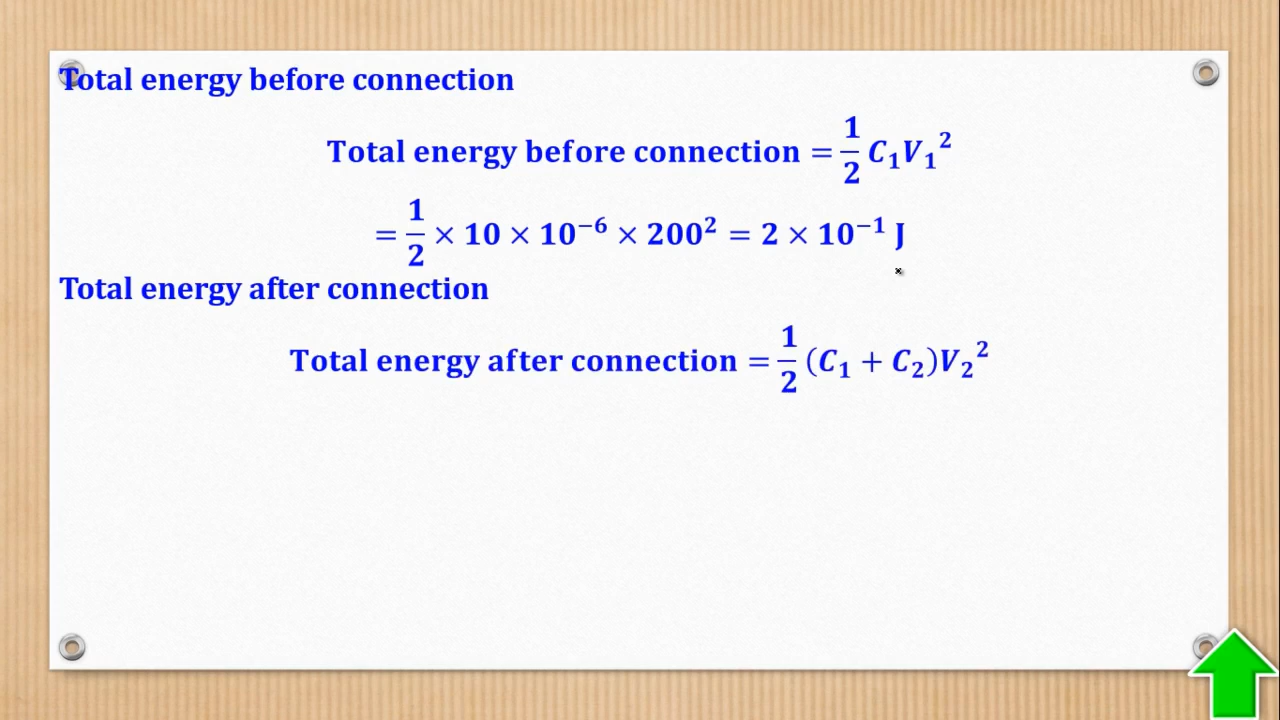 Total energy before connection
Total energy before connection = 1/2 C₁V₁²
= 1/2 × 10 × 10⁻⁶ × 200² = 2 × 10⁻¹ J
Total energy after connection
Total energy after connection = 1/2 (C₁ + C₂)V₂²